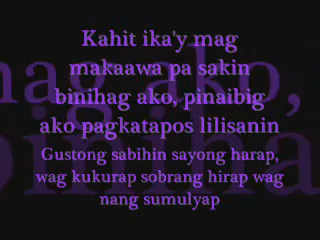 Kahit ika'y mag
makaawa pa sakin
binihag ako, pinaibig
ako pagkatapos lilisanin
Gustong sabihin sayong harap,
wag kukurap sobrang hirap wag
nang sumulyap